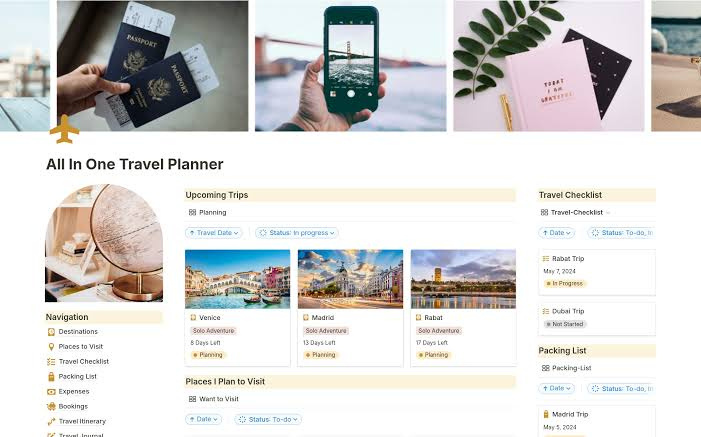 PASSPORT
PASSPORT
TODAY
I AM
GRATEFUL
All In One Travel Planner
Navigation
Destinations
Places to Visit
Travel Checklist
Packing List
Expenses
Bookings
Travel Itinerary
Travel Journal
Upcoming Trips
Planning
Travel Date
Status: In progress
Venice
Solo Adventure
8 Days Left
Planning
Madrid
Solo Adventure
13 Days Left
Planning
Rabat
Solo Adventure
17 Days Left
Planning
Places I Plan to Visit
Want to Visit
Date
Status: To-do
Travel Checklist
Travel-Checklist
Date
Status: To-do, In
Rabat Trip
May 7, 2024
In Progress
Dubai Trip
Not Started
Packing List
Packing-List
Date
Status: To-do, In
Madrid Trip
May 5, 2024